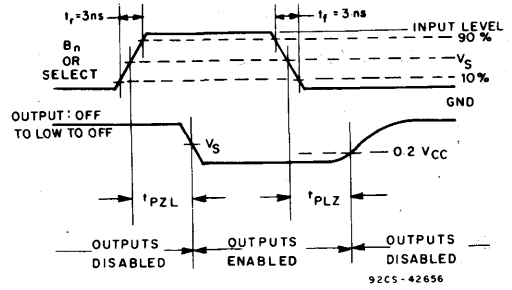 tr=3ns
tf=3ns
INPUT LEVEL
90%
Bn
OR
SELECT
VS
10%
GND
OUTPUT: OFF
TO LOW TO OFF
VS
0.2 VCC
tPZL
tPLZ
OUTPUTS
DISABLED
OUTPUTS
ENABLED
OUTPUTS
DISABLED
92CS-42656